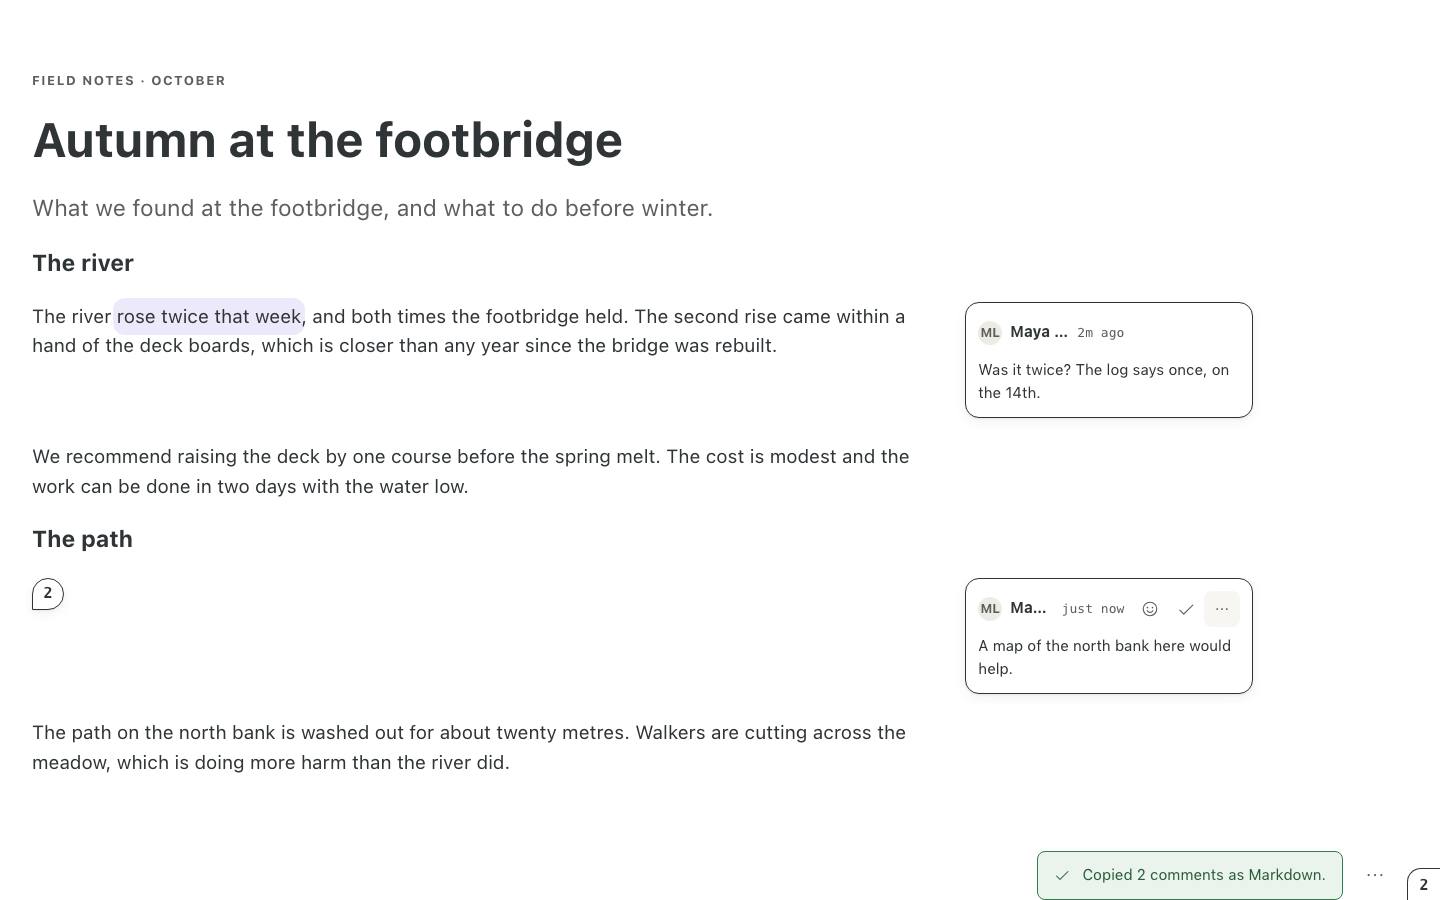 FIELD NOTES · OCTOBER
Autumn at the footbridge
What we found at the footbridge, and what to do before winter.
The river
The river rose twice that week, and both times the footbridge held. The second rise came within a
hand of the deck boards, which is closer than any year since the bridge was rebuilt.
ML Maya ... 2m ago
Was it twice? The log says once, on
the 14th.
We recommend raising the deck by one course before the spring melt. The cost is modest and the
work can be done in two days with the water low.
The path
2
ML Ma... just now
A map of the north bank here would
help.
The path on the north bank is washed out for about twenty metres. Walkers are cutting across the
meadow, which is doing more harm than the river did.
Copied 2 comments as Markdown.
2